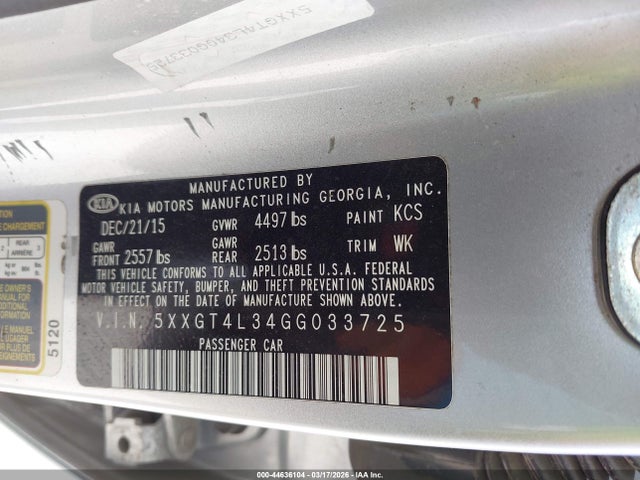 MANUFACTURED BY
KIA KIA MOTORS MANUFACTURING GEORGIA, INC.
DEC/21/15 GVWR 4497 lbs PAINT KCS
GAWR FRONT 2557 lbs GAWR REAR 2513 lbs TRIM WK
THIS VEHICLE CONFORMS TO ALL APPLICABLE U.S.A. FEDERAL
MOTOR VEHICLE SAFETY, BUMPER, AND THEFT PREVENTION STANDARDS
IN EFFECT ON THE DATE OF MANUFACTURE SHOWN ABOVE.
V.I.N: 5XXGT4L34GG033725
PASSENGER CAR
REAR
5120
000-44636104 | 03/17/2026 | IAA Inc.